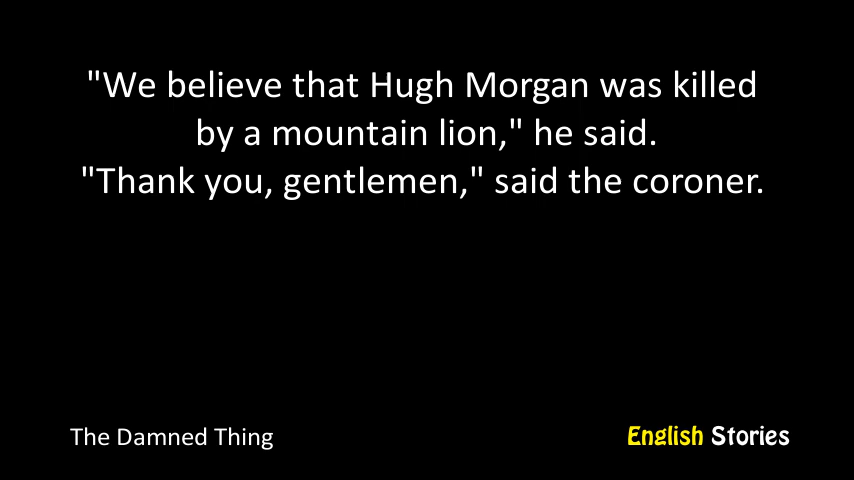 "We believe that Hugh Morgan was killed
by a mountain lion," he said.
"Thank you, gentlemen," said the coroner.
The Damned Thing
English Stories